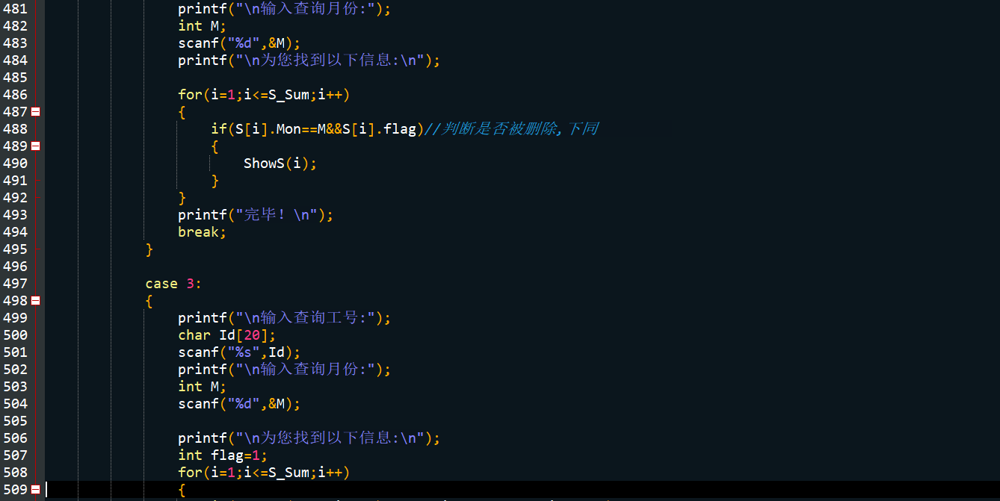 481 printf("\n输入查询月份:");
482 int M;
483 scanf("%d",&M);
484 printf("\n为您找到以下信息:\n");
485
486 for(i=1;i<=S_Sum;i++)
487 {
488 if(S[i].Mon==M&&S[i].flag)//判断是否被删除,下同
489 {
490 ShowS(i);
491 }
492 }
493 printf("完毕! \n");
494 break;
495 }
496
497 case 3:
498 {
499 printf("\n输入查询工号:");
500 char Id[20];
501 scanf("%s",Id);
502 printf("\n输入查询月份:");
503 int M;
504 scanf("%d",&M);
505
506 printf("\n为您找到以下信息:\n");
507 int flag=1;
508 for(i=1;i<=S_Sum;i++)
509 {